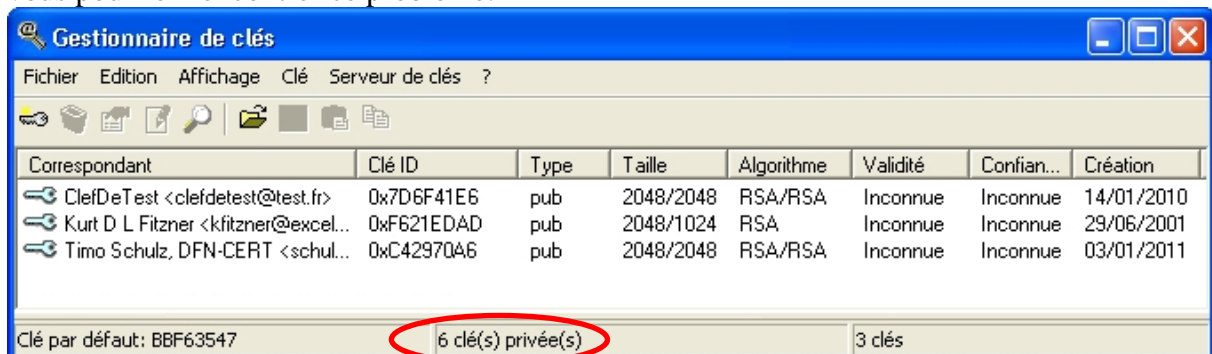 Gestionnaire de clés
Fichier Edition Affichage Clé Serveur de clés ?
Correspondant Clé ID Type Taille Algorithme Validité Confian... Création
ClefDeTest <clefdetest@test.fr> 0x7D6F41E6 pub 2048/2048 RSA/RSA Inconnue Inconnue 14/01/2010
Kurt D L Fitzner <kfitzner@excel... 0xF621EDAD pub 2048/1024 RSA Inconnue Inconnue 29/06/2001
Timo Schulz, DFN-CERT <schul... 0xC42970A6 pub 2048/2048 RSA/RSA Inconnue Inconnue 03/01/2011
Clé par défaut: BBF63547 6 clé(s) privée(s) 3 clés